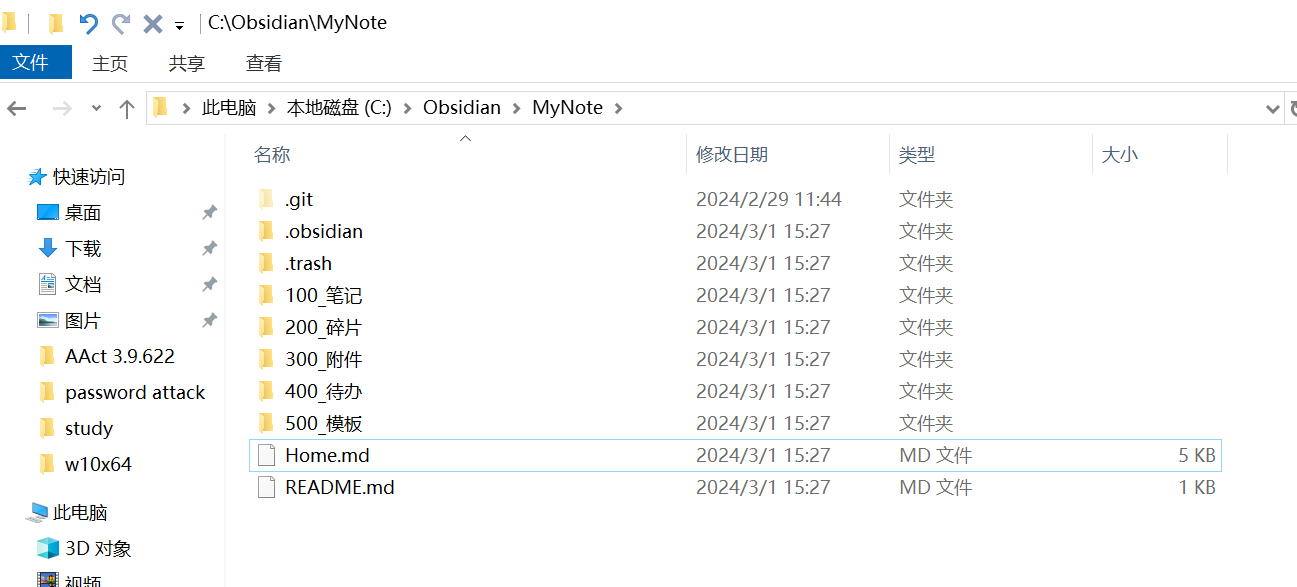 C:\Obsidian\MyNote
文件 主页 共享 查看
此电脑 本地磁盘 (C:) Obsidian MyNote
名称 修改日期 类型 大小
快速访问
桌面
下载
文档
图片
AAct 3.9.622
password attack
study
w10x64
此电脑
3D 对象
视频
.git 2024/2/29 11:44 文件夹
.obsidian 2024/3/1 15:27 文件夹
.trash 2024/3/1 15:27 文件夹
100_笔记 2024/3/1 15:27 文件夹
200_碎片 2024/3/1 15:27 文件夹
300_附件 2024/3/1 15:27 文件夹
400_待办 2024/3/1 15:27 文件夹
500_模板 2024/3/1 15:27 文件夹
Home.md 2024/3/1 15:27 MD 文件 5 KB
README.md 2024/3/1 15:27 MD 文件 1 KB